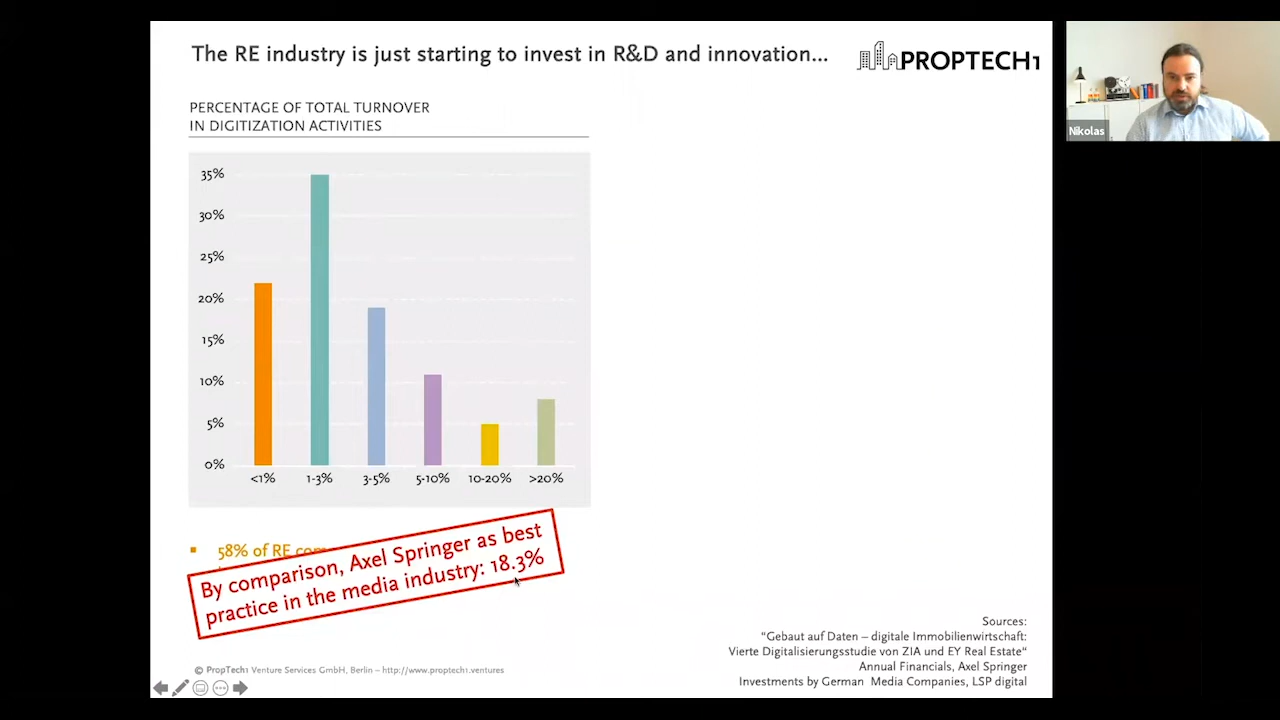 The RE industry is just starting to invest in R&D and innovation...
PROPTECH1
Nikolas
PERCENTAGE OF TOTAL TURNOVER
IN DIGITIZATION ACTIVITIES
35%
30%
25%
20%
15%
10%
5%
0%
<1% 1-3% 3-5% 5-10% 10-20% >20%
58% of RE
By comparison, Axel Springer as best
practice in the media industry: 18.3%
Sources:
"Gebaut auf Daten – digitale Immobilienwirtschaft:
Vierte Digitalisierungsstudie von ZIA und EY Real Estate"
Annual Financials, Axel Springer
Investments by German Media Companies, LSP digital
© PropTech1 Venture Services GmbH, Berlin – http://www.proptech1.ventures